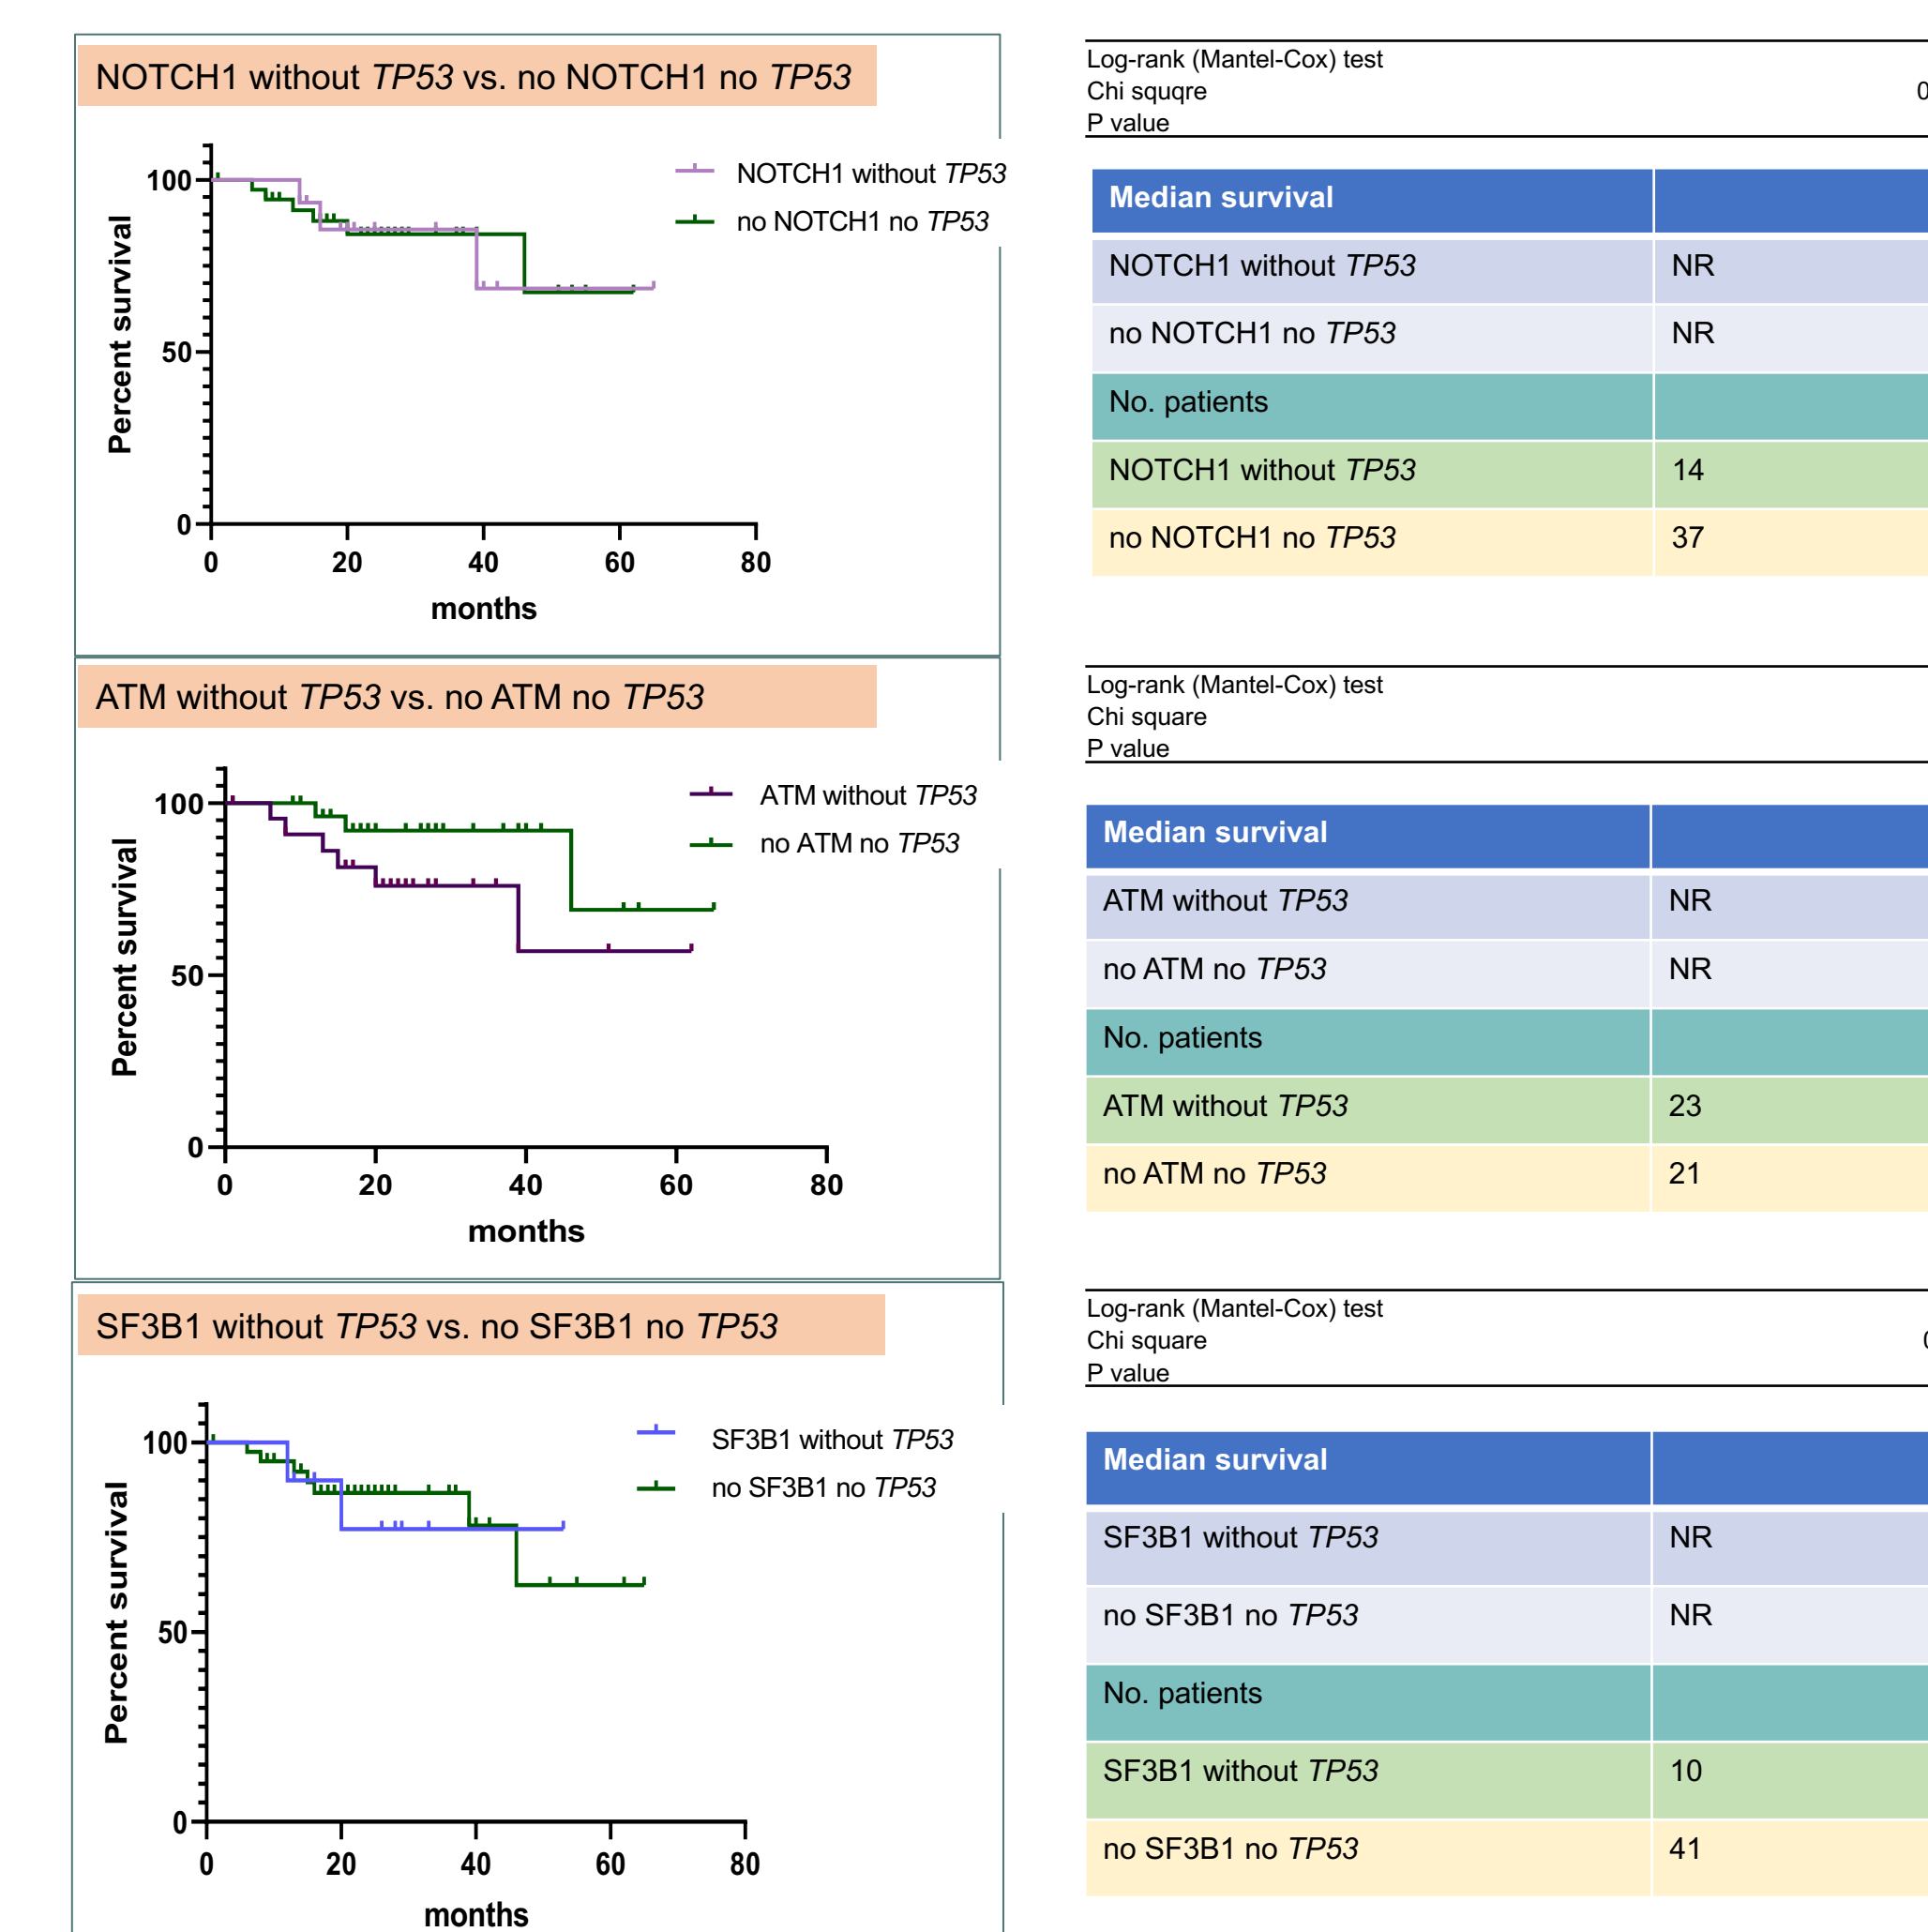 NOTCH1 without TP53 vs. no NOTCH1 no TP53
NOTCH1 without TP53
no NOTCH1 no TP53
Percent survival
100
50
0
0 20 40 60 80
months
Log-rank (Mantel-Cox) test
Chi squqre 0
P value
Median survival
NOTCH1 without TP53 NR
no NOTCH1 no TP53 NR
No. patients
NOTCH1 without TP53 14
no NOTCH1 no TP53 37
ATM without TP53 vs. no ATM no TP53
ATM without TP53
no ATM no TP53
Percent survival
100
50
0
0 20 40 60 80
months
Log-rank (Mantel-Cox) test
Chi square
P value
Median survival
ATM without TP53 NR
no ATM no TP53 NR
No. patients
ATM without TP53 23
no ATM no TP53 21
SF3B1 without TP53 vs. no SF3B1 no TP53
SF3B1 without TP53
no SF3B1 no TP53
Percent survival
100
50
0
0 20 40 60 80
months
Log-rank (Mantel-Cox) test
Chi square
P value
Median survival
SF3B1 without TP53 NR
no SF3B1 no TP53 NR
No. patients
SF3B1 without TP53 10
no SF3B1 no TP53 41